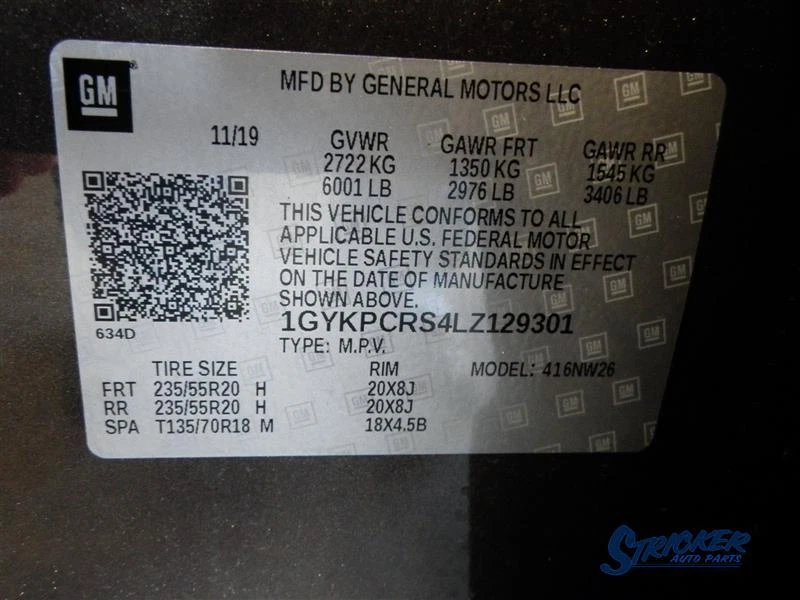 GM
MFD BY GENERAL MOTORS LLC
11/19 GVWR GAWR FRT GAWR RR
2722 KG 1350 KG 1545 KG
6001 LB 2976 LB 3406 LB
THIS VEHICLE CONFORMS TO ALL
APPLICABLE U.S. FEDERAL MOTOR
VEHICLE SAFETY STANDARDS IN EFFECT
ON THE DATE OF MANUFACTURE
SHOWN ABOVE.
634D
1GYKPCRS4LZ129301
TYPE: M.P.V.
TIRE SIZE RIM MODEL: 416NW26
FRT 235/55R20 H 20X8J
RR 235/55R20 H 20X8J
SPA T135/70R18 M 18X4.5B
STRICKER
AUTO PARTS